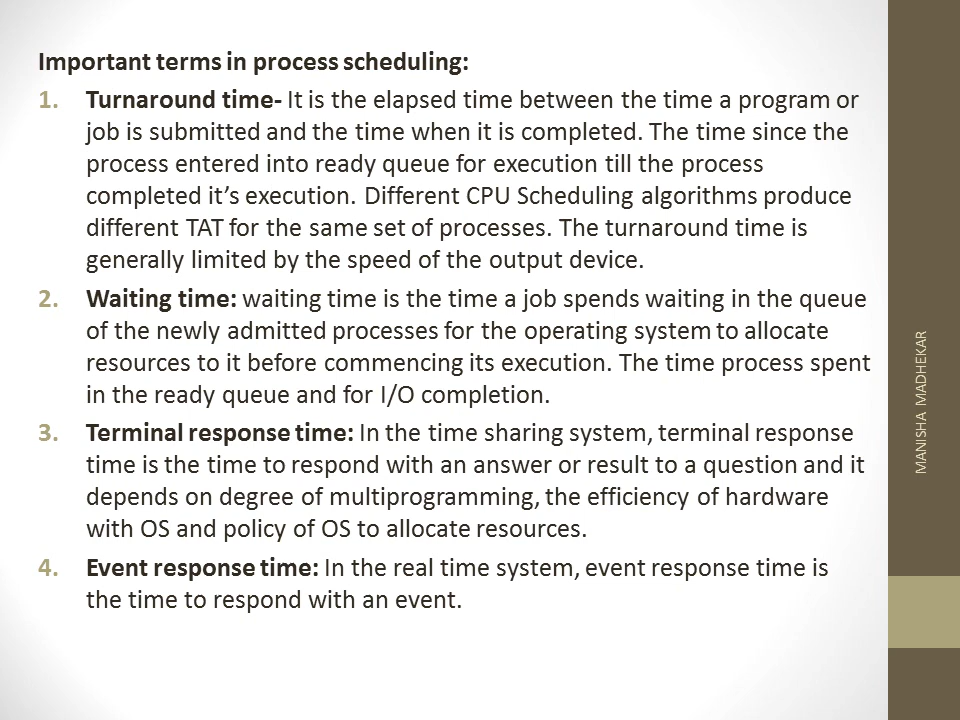 Important terms in process scheduling:
1. Turnaround time- It is the elapsed time between the time a program or
job is submitted and the time when it is completed. The time since the
process entered into ready queue for execution till the process
completed it’s execution. Different CPU Scheduling algorithms produce
different TAT for the same set of processes. The turnaround time is
generally limited by the speed of the output device.
2. Waiting time: waiting time is the time a job spends waiting in the queue
of the newly admitted processes for the operating system to allocate
resources to it before commencing its execution. The time process spent
in the ready queue and for I/O completion.
3. Terminal response time: In the time sharing system, terminal response
time is the time to respond with an answer or result to a question and it
depends on degree of multiprogramming, the efficiency of hardware
with OS and policy of OS to allocate resources.
4. Event response time: In the real time system, event response time is
the time to respond with an event.
MANISHA MADHEKAR